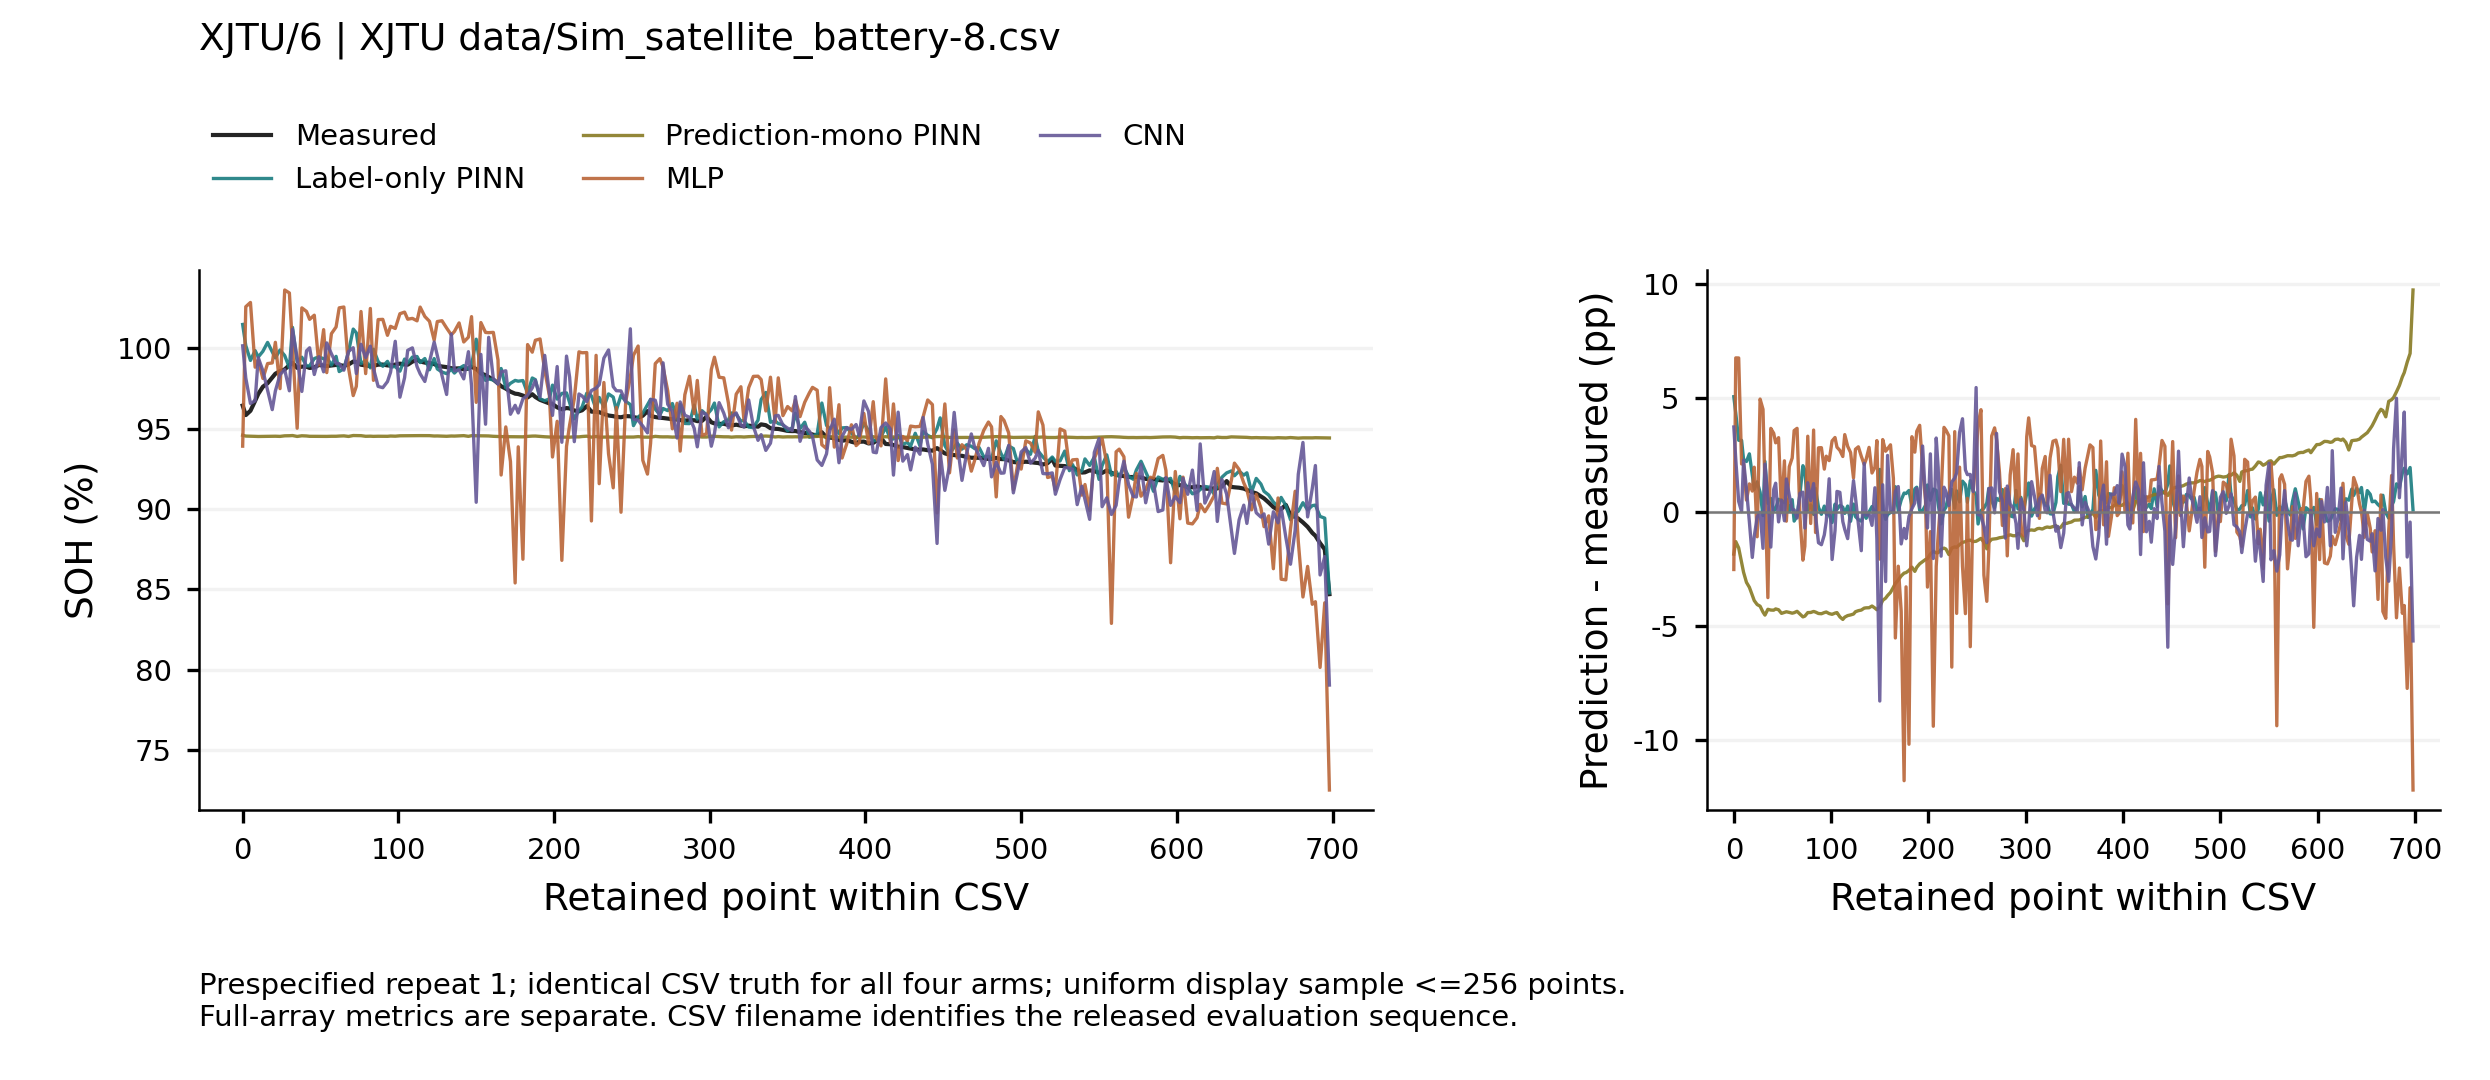 XJTU/6 | XJTU data/Sim_satellite_battery-8.csv
Measured
Label-only PINN
Prediction-mono PINN
MLP
CNN
SOH (%)
100
95
90
85
80
75
0 100 200 300 400 500 600 700
Retained point within CSV
Prediction - measured (pp)
10
5
0
-5
-10
0 100 200 300 400 500 600 700
Retained point within CSV
Prespecified repeat 1; identical CSV truth for all four arms; uniform display sample <=256 points.
Full-array metrics are separate. CSV filename identifies the released evaluation sequence.